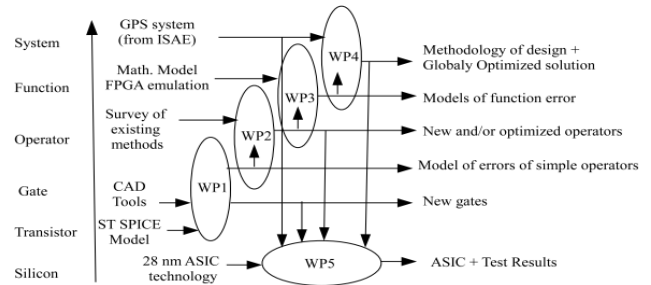 System
Function
Operator
Gate
Transistor
Silicon
GPS system
(from ISAE)
Math. Model
FPGA emulation
Survey of
existing
methods
CAD
Tools
ST SPICE
Model
28 nm ASIC
technology
WP1
WP2
WP3
WP4
WP5
Methodology of design +
Globaly Optimized solution
Models of function error
New and/or optimized operators
Model of errors of simple operators
New gates
ASIC + Test Results